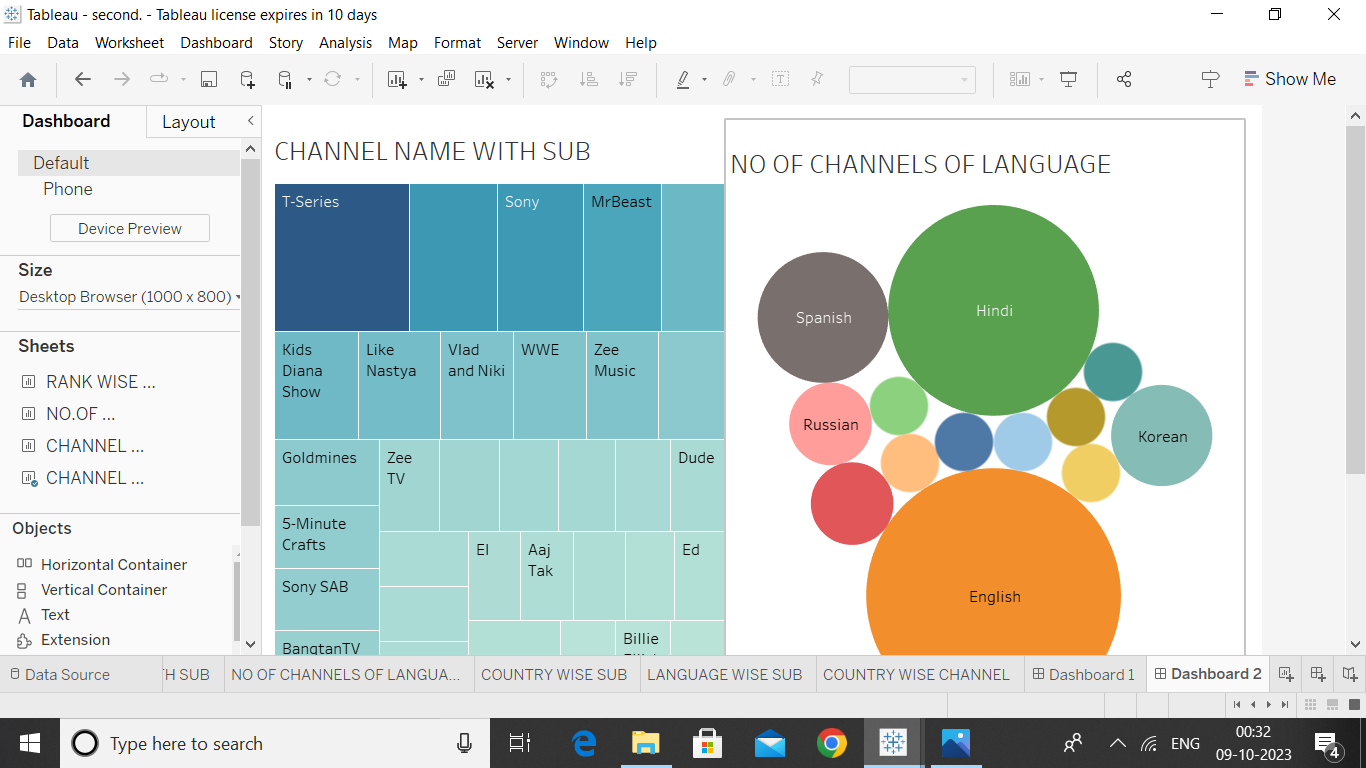 Tableau - second. - Tableau license expires in 10 days
File Data Worksheet Dashboard Story Analysis Map Format Server Window Help
Show Me
Dashboard
Layout
Default
Phone
Device Preview
Size
Desktop Browser (1000 x 800)
Sheets
RANK WISE ...
NO.OF ...
CHANNEL ...
CHANNEL ...
Objects
Horizontal Container
Vertical Container
Text
Extension
CHANNEL NAME WITH SUB
T-Series
Sony
MrBeast
Kids
Diana
Show
Like
Nastya
Vlad
and Niki
WWE
Zee
Music
Goldmines
Zee
TV
Dude
5-Minute
Crafts
El
Aaj
Tak
Ed
Sony SAB
BangtanTV
Billie
NO OF CHANNELS OF LANGUAGE
Spanish
Hindi
Russian
Korean
English
Data Source
TH SUB
NO OF CHANNELS OF LANGUA...
COUNTRY WISE SUB
LANGUAGE WISE SUB
COUNTRY WISE CHANNEL
Dashboard 1
Dashboard 2
Type here to search
ENG
00:32
09-10-2023
4